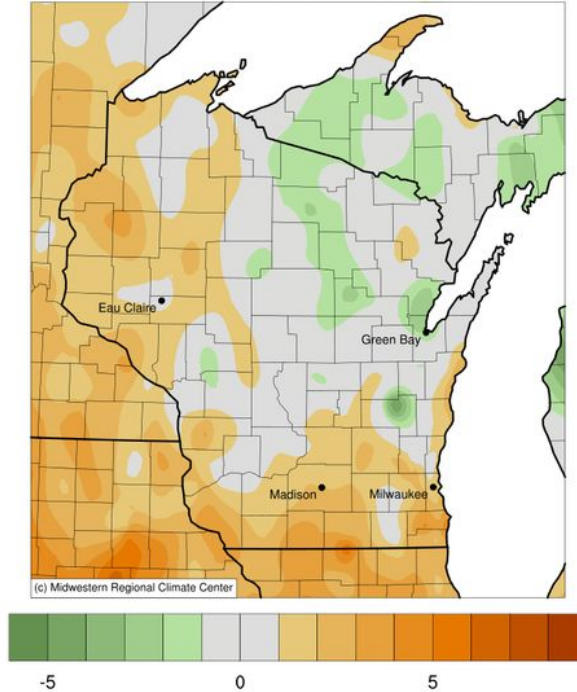 Eau Claire
Green Bay
Madison
Milwaukee
(c) Midwestern Regional Climate Center
-5 0 5